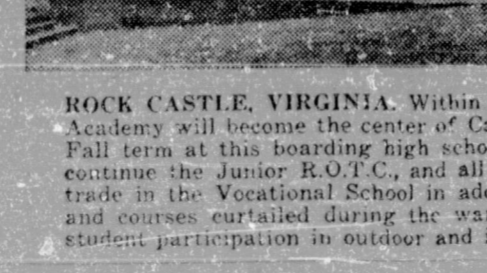 ROCK CASTLE, VIRGINIA. Within
Academy will become the center of
Fall term at this boarding high
continue the Junior R.O.T.C., and all
trade in the Vocational School in
and courses curtailed during the
student participation in outdoor and